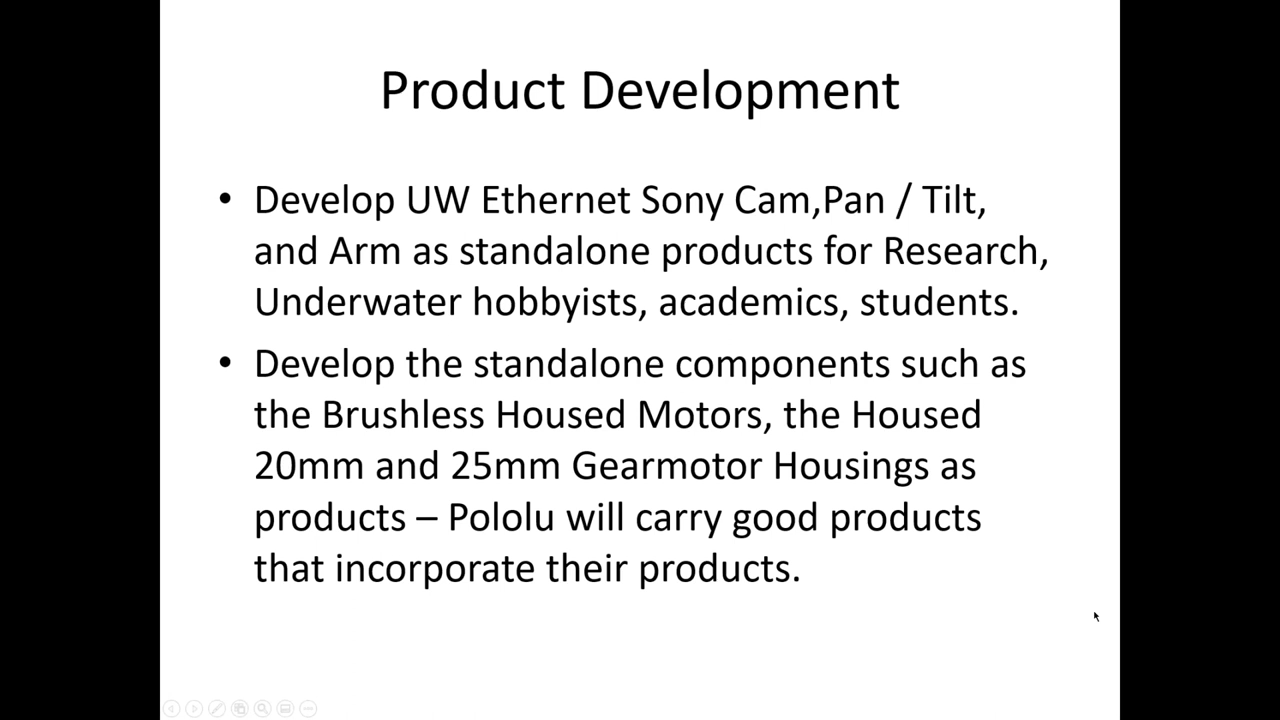 Product Development
• Develop UW Ethernet Sony Cam,Pan / Tilt,
and Arm as standalone products for Research,
Underwater hobbyists, academics, students.
• Develop the standalone components such as
the Brushless Housed Motors, the Housed
20mm and 25mm Gearmotor Housings as
products – Pololu will carry good products
that incorporate their products.